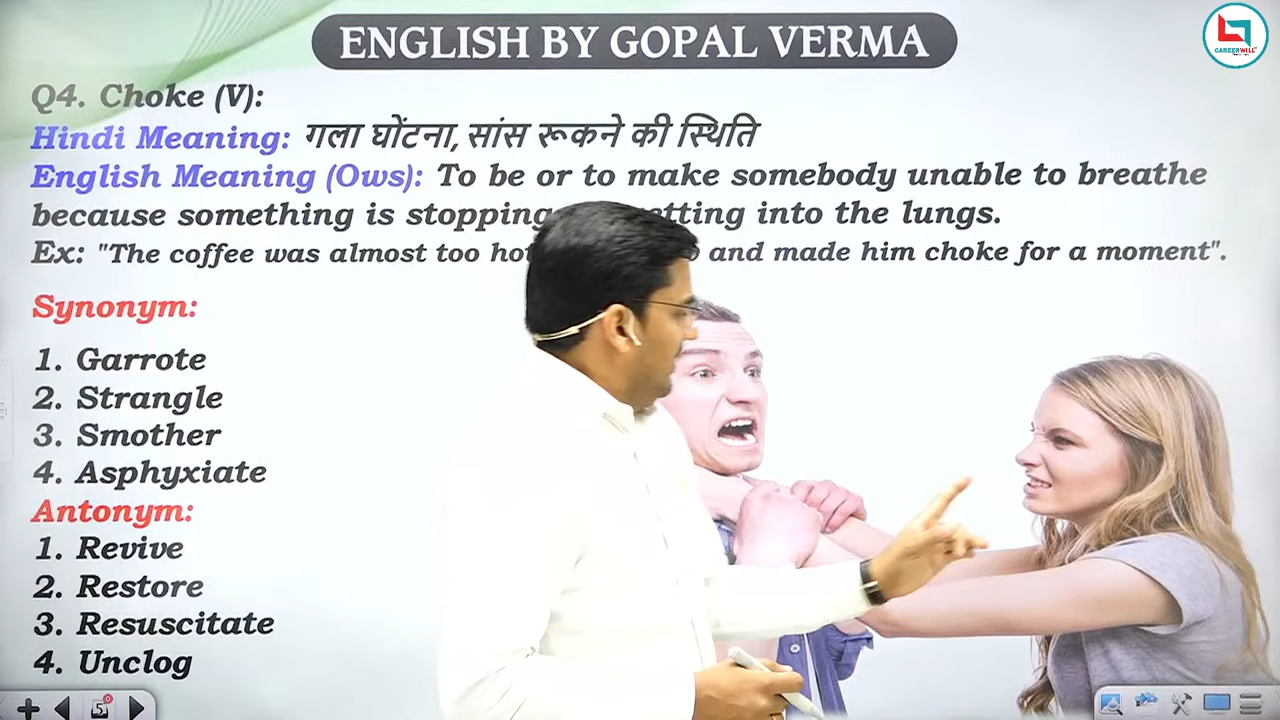 ENGLISH BY GOPAL VERMA
CAREERWILL
Q4. Choke (V):
Hindi Meaning: गला घोंटना, सांस रूकने की स्थिति
English Meaning (Ows): To be or to make somebody unable to breathe
because something is stopping into the lungs.
Ex: "The coffee was almost too and made him choke for a moment".
Synonym:
1. Garrote
2. Strangle
3. Smother
4. Asphyxiate
Antonym:
1. Revive
2. Restore
3. Resuscitate
4. Unclog
5
0